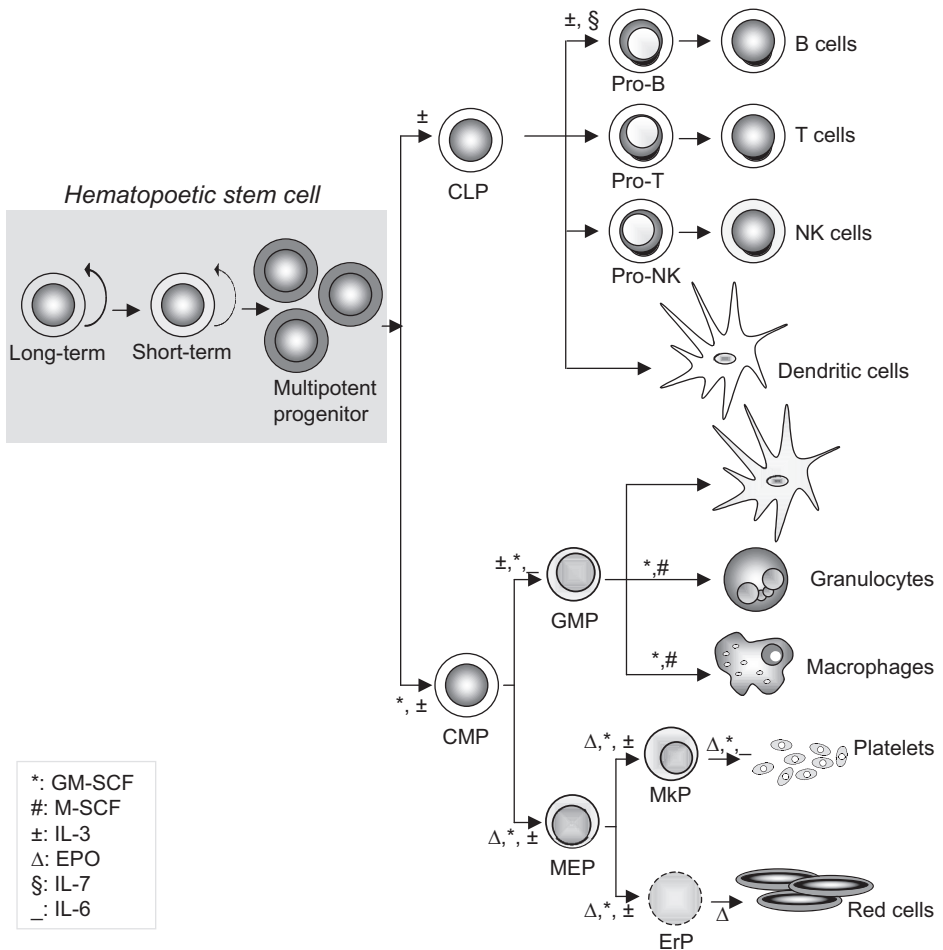 ±, §
B cells
Pro-B
±
CLP
T cells
Pro-T
Hematopoetic stem cell
NK cells
Pro-NK
Long-term
Short-term
Multipotent
progenitor
Dendritic cells
±,*,_
GMP
*,#
Granulocytes
*,#
Macrophages
*, ±
CMP
Δ,*, ±
MkP
Δ,*,_
Platelets
Δ,*, ±
MEP
Δ,*, ±
ErP
Δ
Red cells
*: GM-SCF
#: M-SCF
±: IL-3
Δ: EPO
§: IL-7
_: IL-6